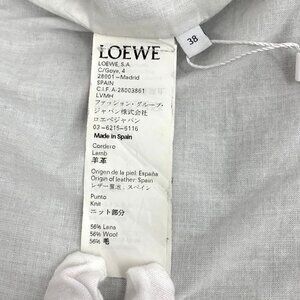 LOEWE
LOEWE, S.A.
C/Goya, 4
28001-Madrid
SPAIN
C.I.F. A-28003861
LVMH
ファッション・グループ・
ジャパン株式会社
ロエベジャパン
03-6215-6116
Made in Spain
Cordero
Lamb
羊革
Origen de la piel: España
Origin of leather: Spain
レザー原産、スペイン
Punto
Knit
ニット部分
56% Lana
56% Wool
56% 毛
38